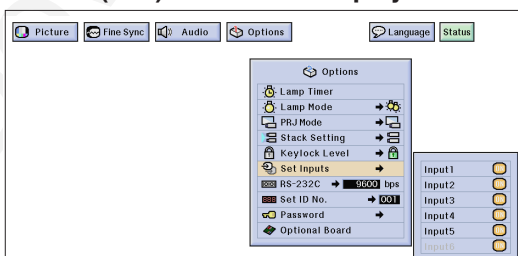 Picture Fine Sync Audio Options Language Status
Options
Lamp Timer
Lamp Mode
PRJ Mode
Stack Setting
Keylock Level
Set Inputs
RS-232C 9600 bps
Set ID No. 001
Password
Optional Board
Input1
Input2
Input3
Input4
Input5
Input6